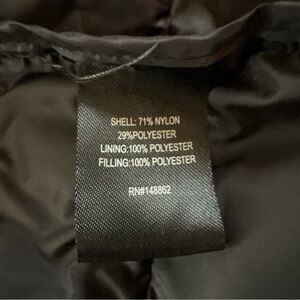 SHELL: 71% NYLON
29%POLYESTER
LINING:100% POLYESTER
FILLING:100% POLYESTER
RN#148862